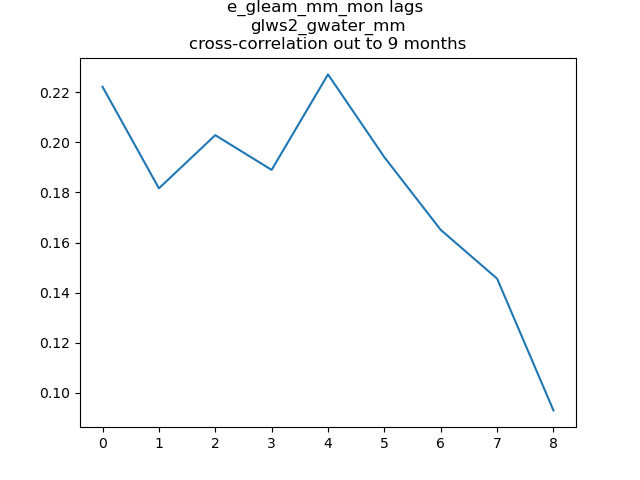 e_gleam_mm_mon lags
glws2_gwater_mm
cross-correlation out to 9 months
0.22
0.20
0.18
0.16
0.14
0.12
0.10
0 1 2 3 4 5 6 7 8